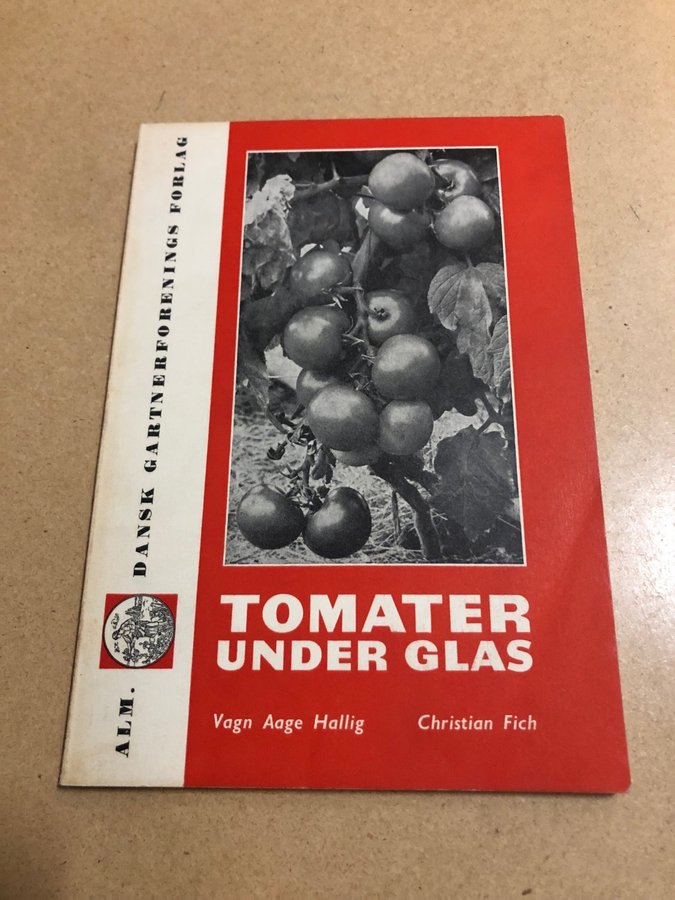 ALM. DANSK GARTNERFORENINGS FORLAG
TOMATER
UNDER GLAS
Vagn Aage Hallig Christian Fich